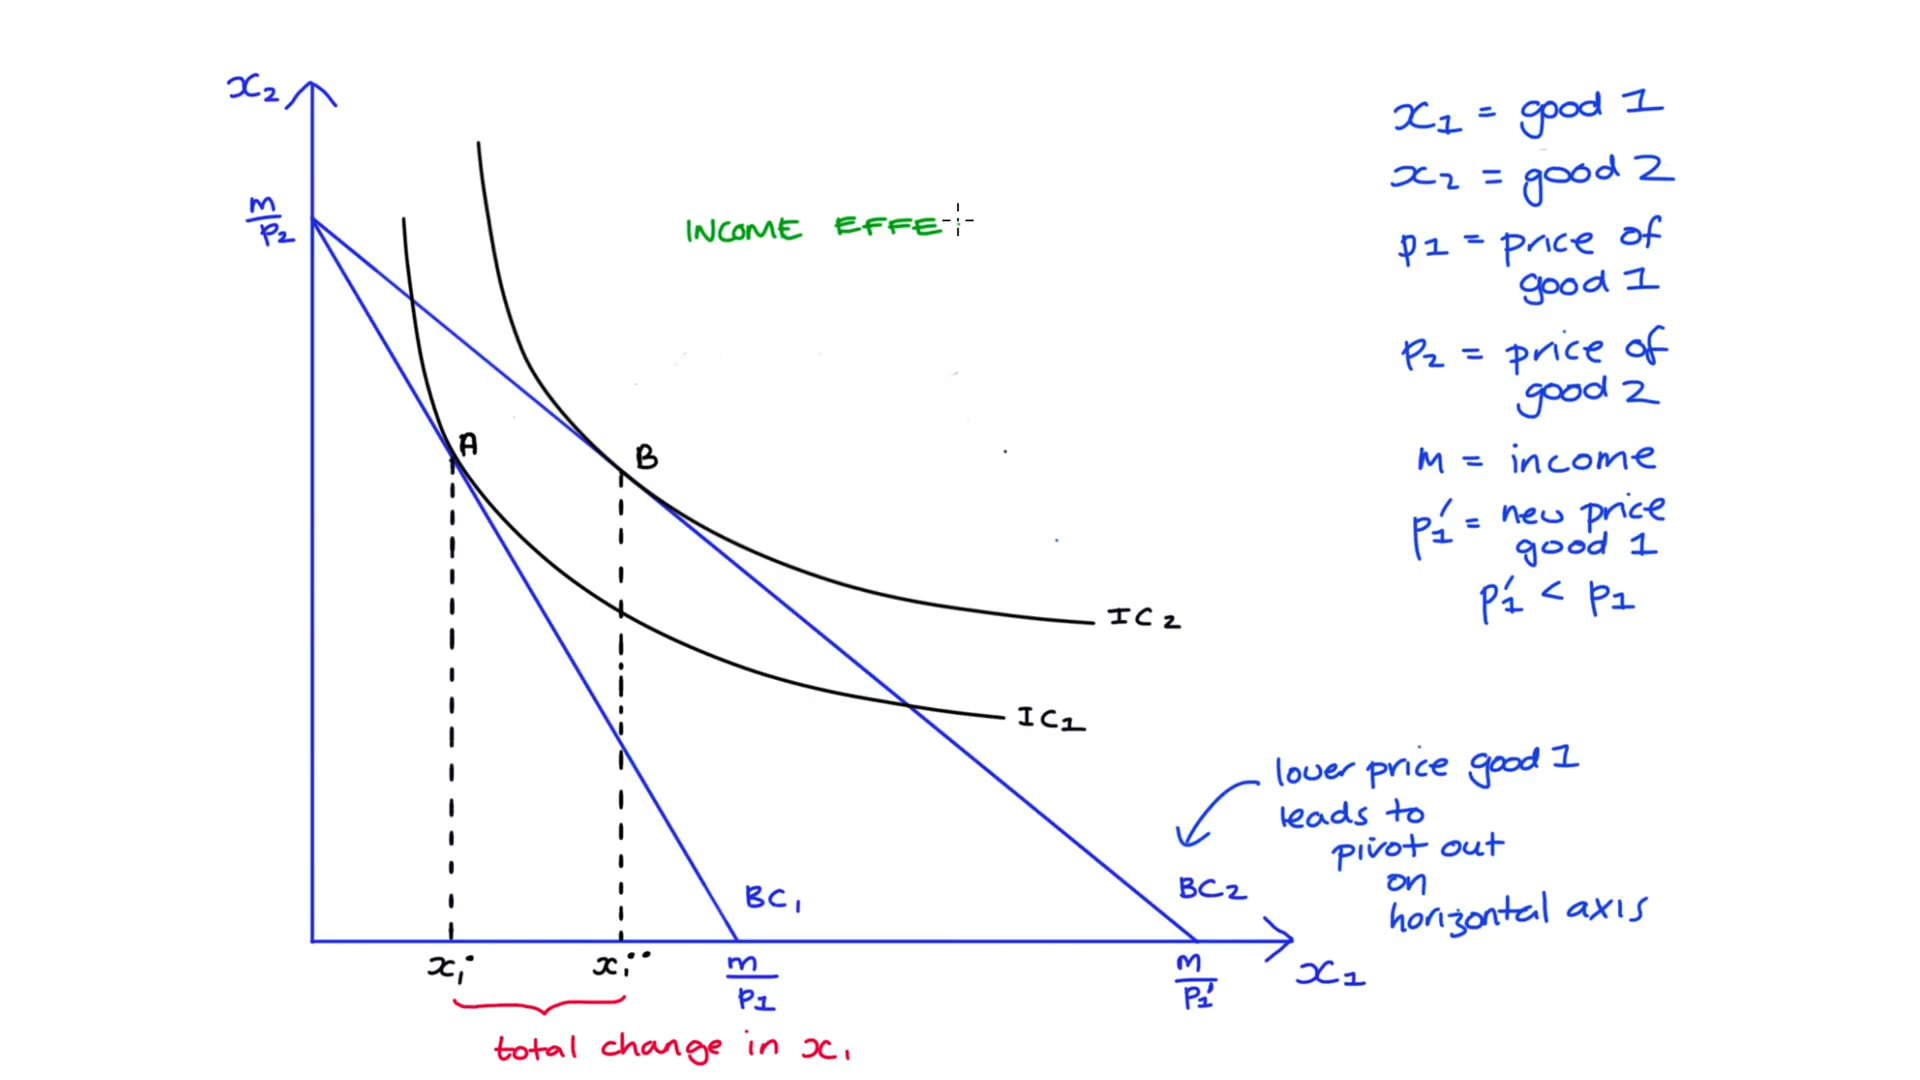 x2
m
p2
INCOME EFFE
A
B
IC2
IC1
BC1
BC2
x1•
x1••
m
p1
m
p1'
x1
total change in x1
x1 = good 1
x2 = good 2
p1 = price of
good 1
p2 = price of
good 2
m = income
p1' = new price
good 1
p1' < p1
lower price good 1
leads to
pivot out
on
horizontal axis